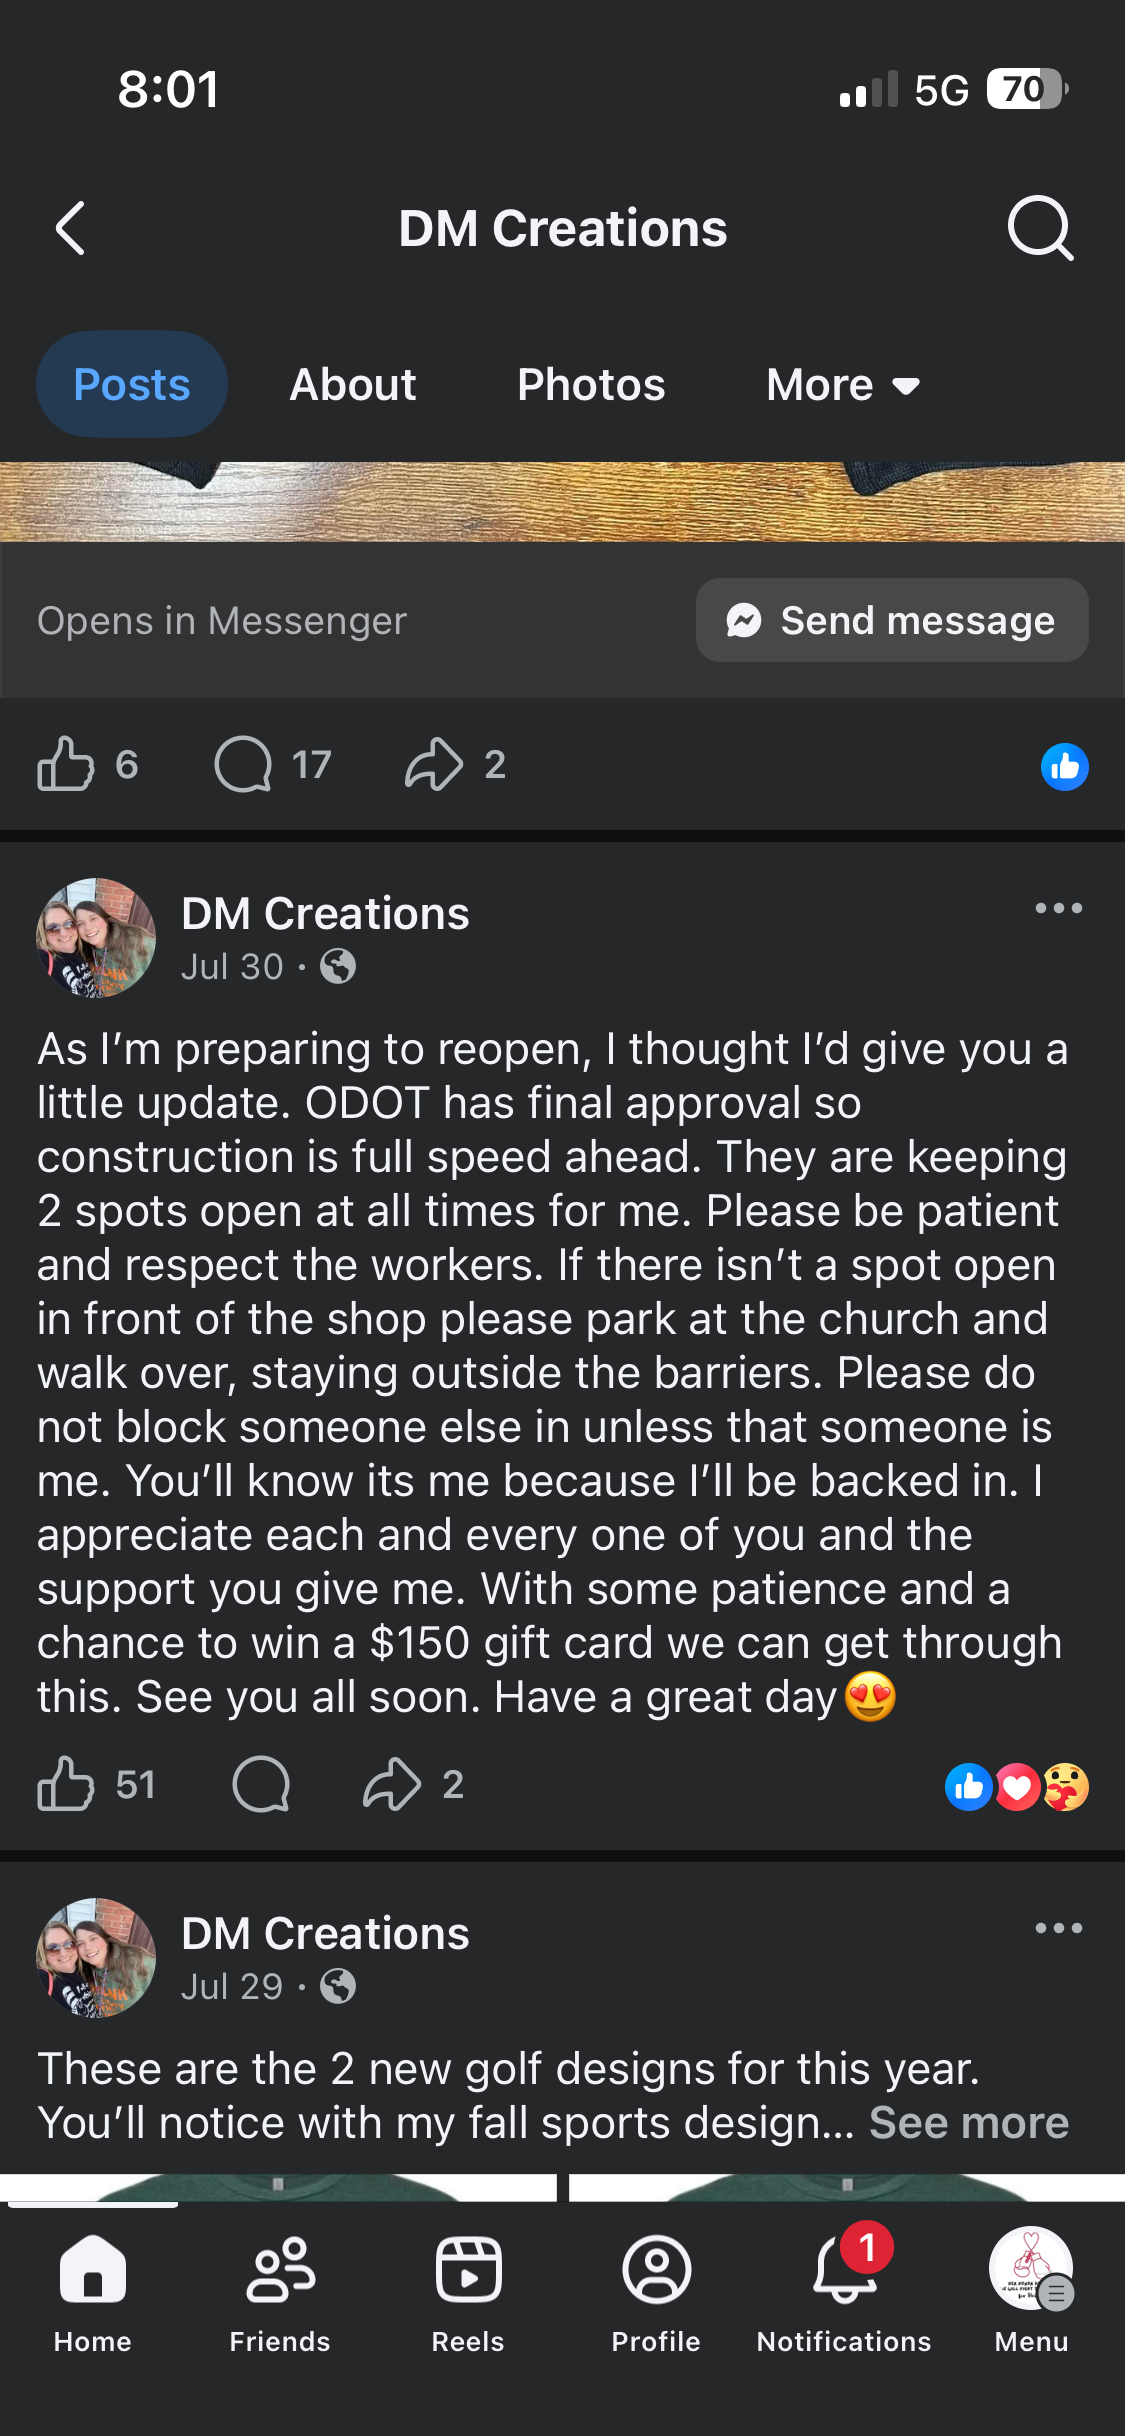 8:01
5G 70
DM Creations
Posts About Photos More
Opens in Messenger Send message
6 17 2
DM Creations
Jul 30 ·
As I’m preparing to reopen, I thought I’d give you a
little update. ODOT has final approval so
construction is full speed ahead. They are keeping
2 spots open at all times for me. Please be patient
and respect the workers. If there isn’t a spot open
in front of the shop please park at the church and
walk over, staying outside the barriers. Please do
not block someone else in unless that someone is
me. You’ll know its me because I’ll be backed in. I
appreciate each and every one of you and the
support you give me. With some patience and a
chance to win a $150 gift card we can get through
this. See you all soon. Have a great day😍
51 2
DM Creations
Jul 29 ·
These are the 2 new golf designs for this year.
You’ll notice with my fall sports design... See more
1
Home Friends Reels Profile Notifications Menu